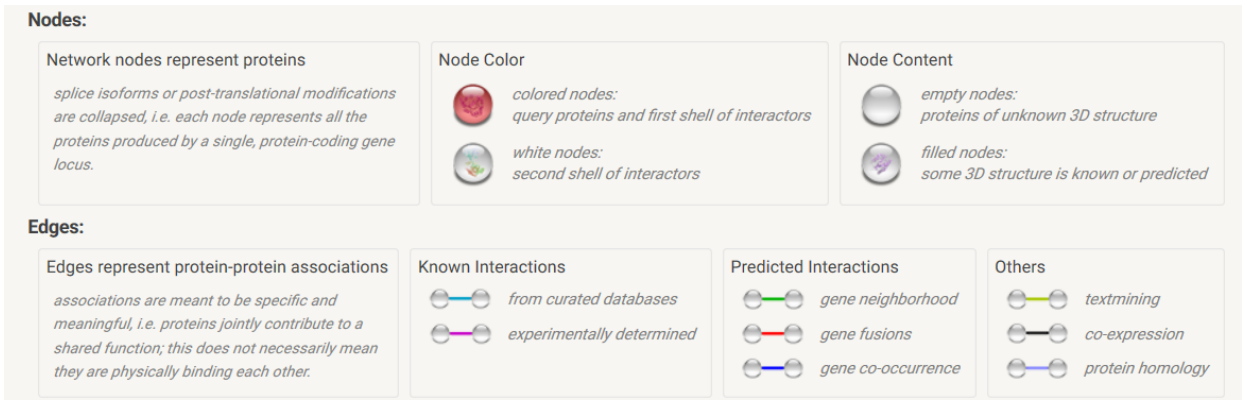 Nodes:
Network nodes represent proteins
splice isoforms or post-translational modifications
are collapsed, i.e. each node represents all the
proteins produced by a single, protein-coding gene
locus.
Node Color
colored nodes:
query proteins and first shell of interactors
white nodes:
second shell of interactors
Node Content
empty nodes:
proteins of unknown 3D structure
filled nodes:
some 3D structure is known or predicted
Edges:
Edges represent protein-protein associations
associations are meant to be specific and
meaningful, i.e. proteins jointly contribute to a
shared function; this does not necessarily mean
they are physically binding each other.
Known Interactions
from curated databases
experimentally determined
Predicted Interactions
gene neighborhood
gene fusions
gene co-occurrence
Others
textmining
co-expression
protein homology